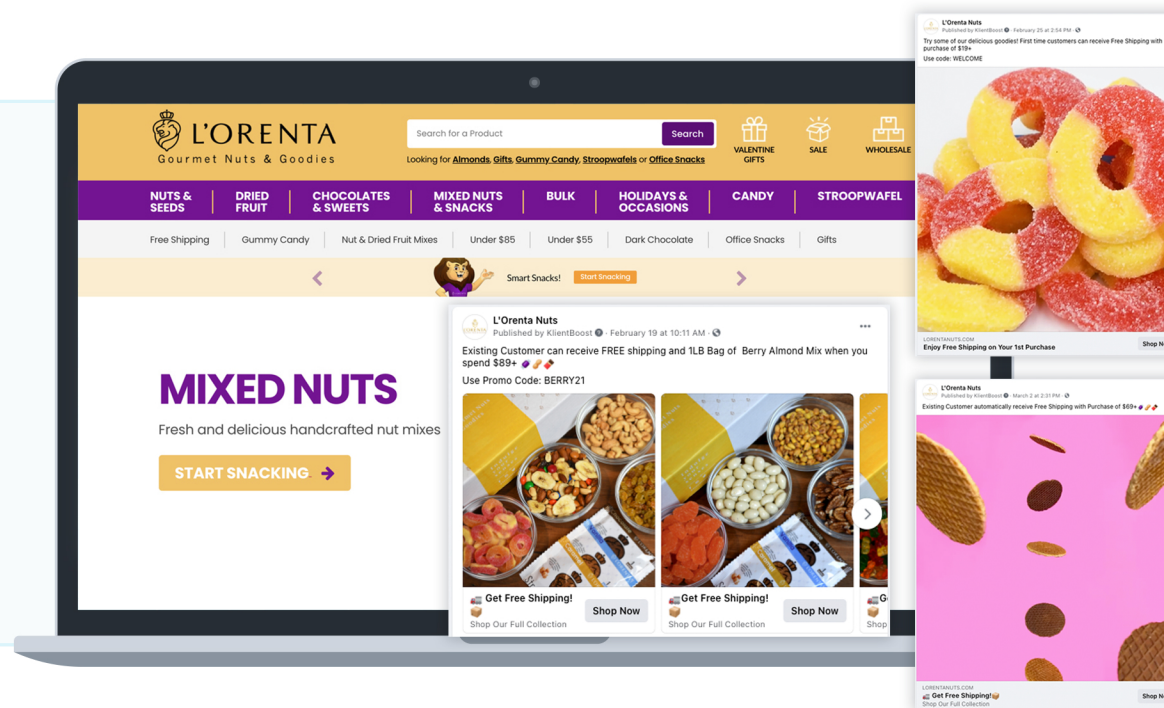 L'ORENTA
Gourmet Nuts & Goodies
Search for a Product
Search
Looking for Almonds, Gifts, Gummy Candy, Stroopwafels or Office Snacks
VALENTINE
GIFTS
SALE
WHOLESALE
NUTS &
SEEDS
DRIED
FRUIT
CHOCOLATES
& SWEETS
MIXED NUTS
& SNACKS
BULK
HOLIDAYS &
OCCASIONS
CANDY
STROOPWAFEL
Free Shipping
Gummy Candy
Nut & Dried Fruit Mixes
Under $85
Under $55
Dark Chocolate
Office Snacks
Gifts
Smart Snacks!
Start Snacking
MIXED NUTS
Fresh and delicious handcrafted nut mixes
START SNACKING
L'Orenta Nuts
Published by KlientBoost · February 19 at 10:11 AM ·
Existing Customer can receive FREE shipping and 1LB Bag of Berry Almond Mix when you
spend $89+
Use Promo Code: BERRY21
Get Free Shipping!
Shop Our Full Collection
Shop Now
Get Free Shipping!
Shop Our Full Collection
Shop Now
G
Shop
L'Orenta Nuts
Published by KlientBoost · February 25 at 2:54 PM ·
Try some of our delicious goodies! First time customers can receive Free Shipping with
purchase of $19+
Use code: WELCOME
LORENTANUTS.COM
Enjoy Free Shipping on Your 1st Purchase
Shop N
L'Orenta Nuts
Published by KlientBoost · March 2 at 2:31 PM ·
Existing Customer automatically receive Free Shipping with Purchase of $69+
LORENTANUTS.COM
Get Free Shipping!
Shop Our Full Collection
Shop N